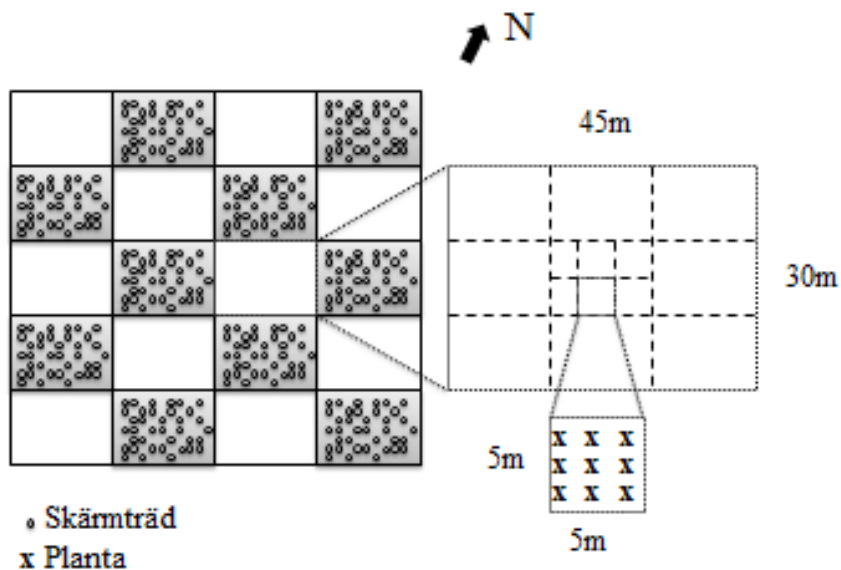 N
45m
30m
x x x
5m x x x
x x x
5m
Skärmträd
x Planta